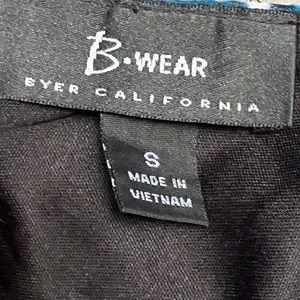 B·WEAR
BYER CALIFORNIA
S
MADE IN
VIETNAM